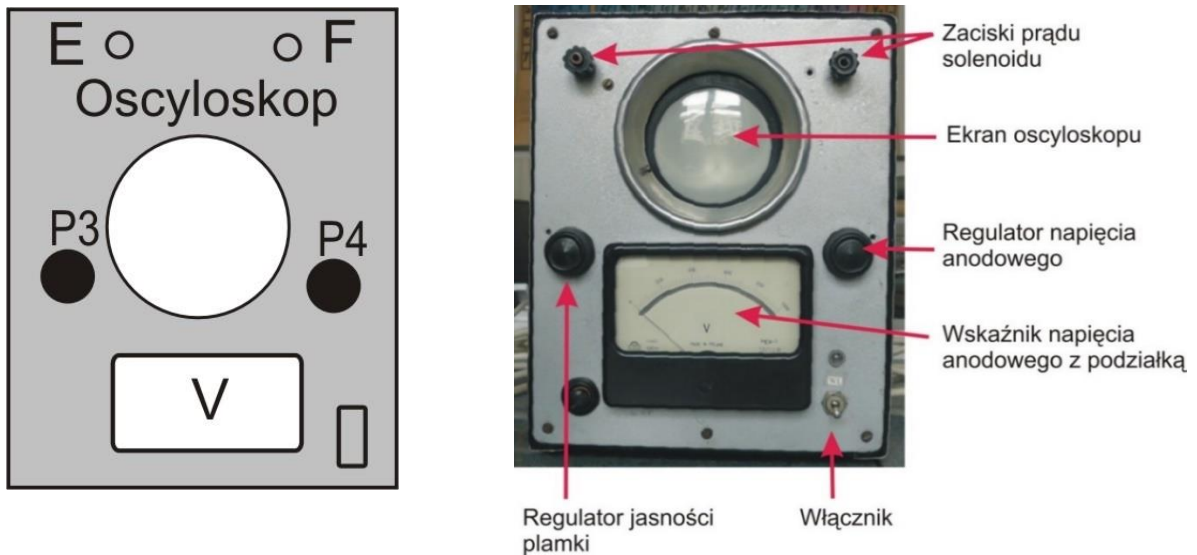 E F
Oscyloskop
P3
P4
V
Zaciski prądu
solenoidu
Ekran oscyloskopu
Regulator napięcia
anodowego
Wskaźnik napięcia
anodowego z podziałką
V
Regulator jasności
plamki
Włącznik